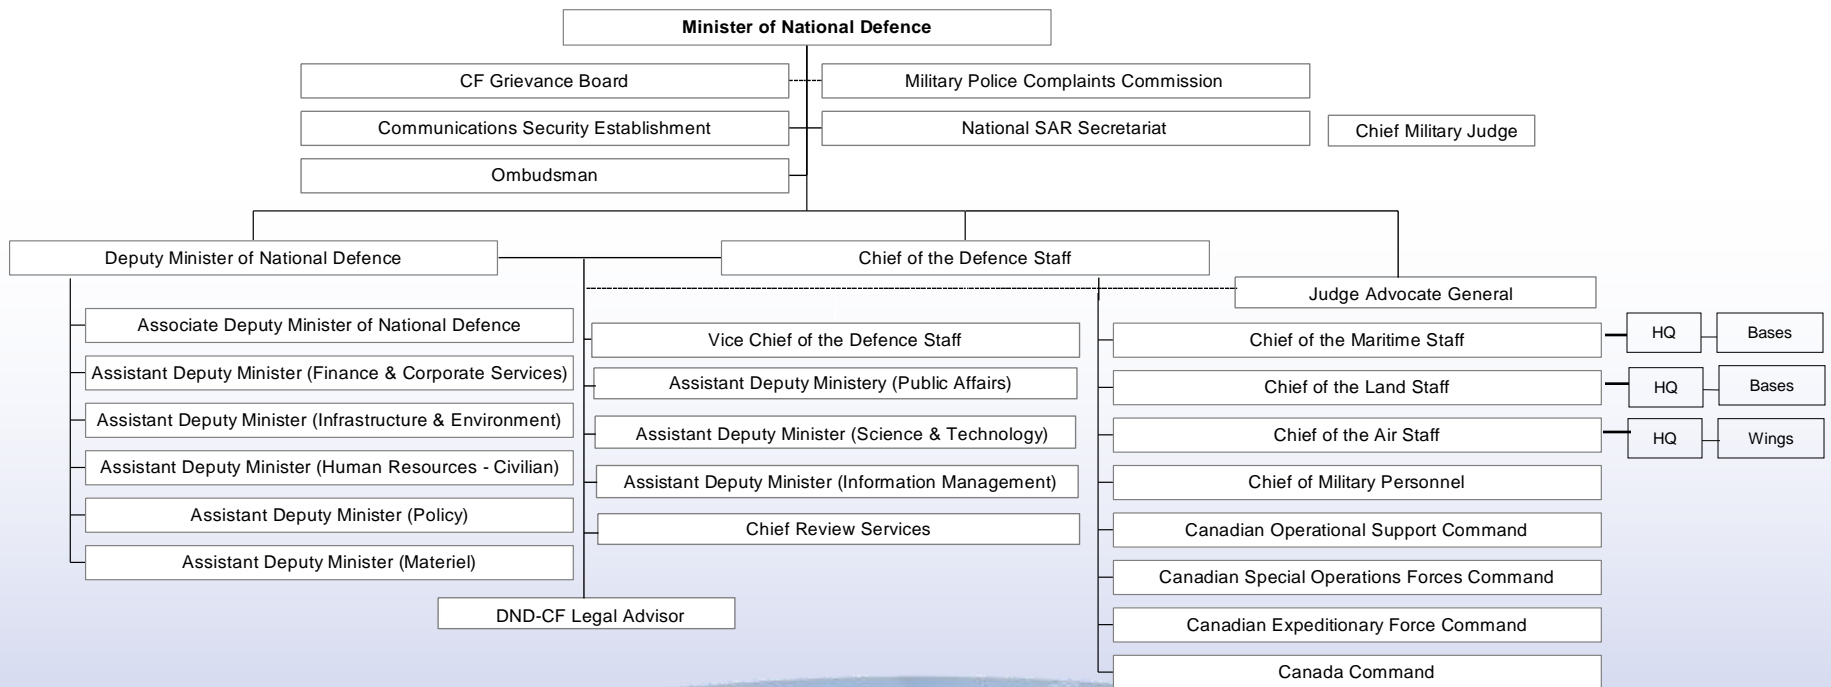 Minister of National Defence
CF Grievance Board
Military Police Complaints Commission
Communications Security Establishment
National SAR Secretariat
Chief Military Judge
Ombudsman
Deputy Minister of National Defence
Chief of the Defence Staff
Judge Advocate General
Associate Deputy Minister of National Defence
Assistant Deputy Minister (Finance & Corporate Services)
Assistant Deputy Minister (Infrastructure & Environment)
Assistant Deputy Minister (Human Resources - Civilian)
Assistant Deputy Minister (Policy)
Assistant Deputy Minister (Materiel)
Vice Chief of the Defence Staff
Assistant Deputy Ministery (Public Affairs)
Assistant Deputy Minister (Science & Technology)
Assistant Deputy Minister (Information Management)
Chief Review Services
DND-CF Legal Advisor
Chief of the Maritime Staff
HQ
Bases
Chief of the Land Staff
HQ
Bases
Chief of the Air Staff
HQ
Wings
Chief of Military Personnel
Canadian Operational Support Command
Canadian Special Operations Forces Command
Canadian Expeditionary Force Command
Canada Command